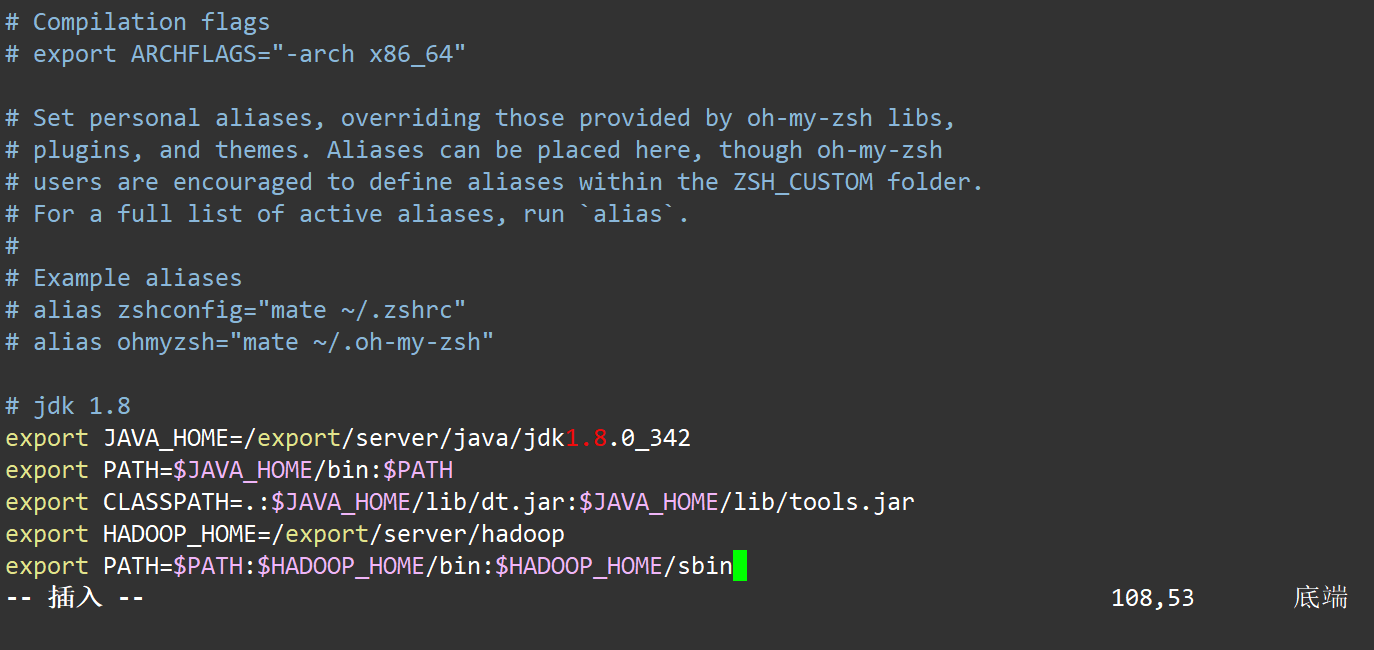 # Compilation flags
# export ARCHFLAGS="-arch x86_64"
# Set personal aliases, overriding those provided by oh-my-zsh libs,
# plugins, and themes. Aliases can be placed here, though oh-my-zsh
# users are encouraged to define aliases within the ZSH_CUSTOM folder.
# For a full list of active aliases, run `alias`.
#
# Example aliases
# alias zshconfig="mate ~/.zshrc"
# alias ohmyzsh="mate ~/.oh-my-zsh"
# jdk 1.8
export JAVA_HOME=/export/server/java/jdk1.8.0_342
export PATH=$JAVA_HOME/bin:$PATH
export CLASSPATH=.:$JAVA_HOME/lib/dt.jar:$JAVA_HOME/lib/tools.jar
export HADOOP_HOME=/export/server/hadoop
export PATH=$PATH:$HADOOP_HOME/bin:$HADOOP_HOME/sbin
-- 插入 -- 108,53 底端